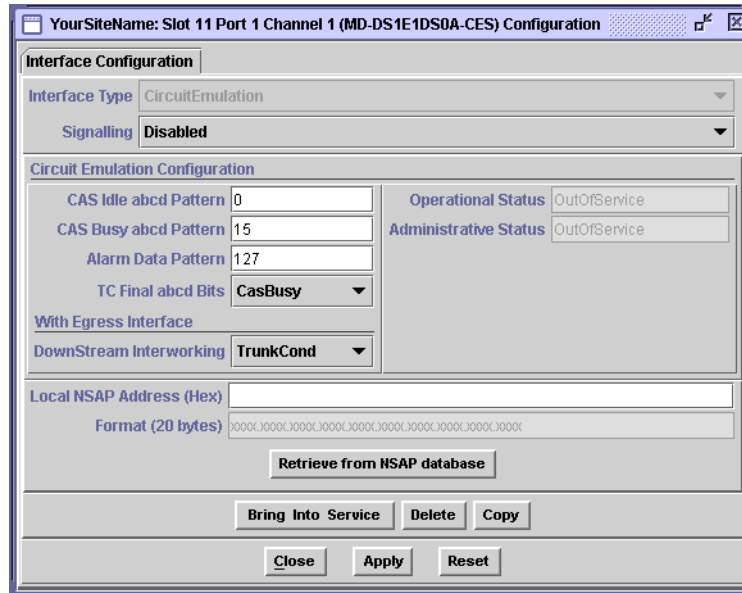 YourSiteName: Slot 11 Port 1 Channel 1 (MD-DS1E1DS0A-CES) Configuration
Interface Configuration
Interface Type CircuitEmulation
Signalling Disabled
Circuit Emulation Configuration
CAS Idle abcd Pattern 0 Operational Status OutOfService
CAS Busy abcd Pattern 15 Administrative Status OutOfService
Alarm Data Pattern 127
TC Final abcd Bits CasBusy
With Egress Interface
DownStream Interworking TrunkCond
Local NSAP Address (Hex)
Format (20 bytes) xxxx.xxxx.xxxx.xxxx.xxxx.xxxx.xxxx.xxxx.xxxx.xxxx
Retrieve from NSAP database
Bring Into Service Delete Copy
Close Apply Reset